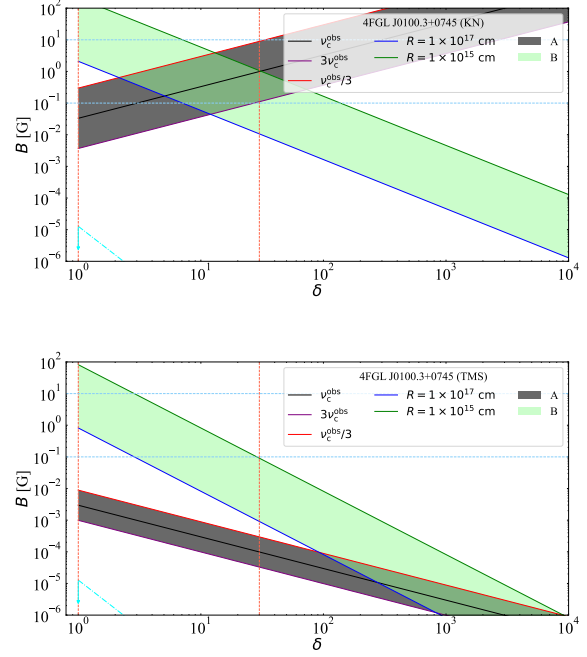 4FGL J0100.3+0745 (KN)
ν_c^obs R = 1 × 10^17 cm A
3ν_c^obs R = 1 × 10^15 cm B
ν_c^obs/3
B [G]
10^2
10^1
10^0
10^−1
10^−2
10^−3
10^−4
10^−5
10^−6
10^0 10^1 10^2 10^3 10^4
δ
4FGL J0100.3+0745 (TMS)
ν_c^obs R = 1 × 10^17 cm A
3ν_c^obs R = 1 × 10^15 cm B
ν_c^obs/3
B [G]
10^2
10^1
10^0
10^−1
10^−2
10^−3
10^−4
10^−5
10^−6
10^0 10^1 10^2 10^3 10^4
δ